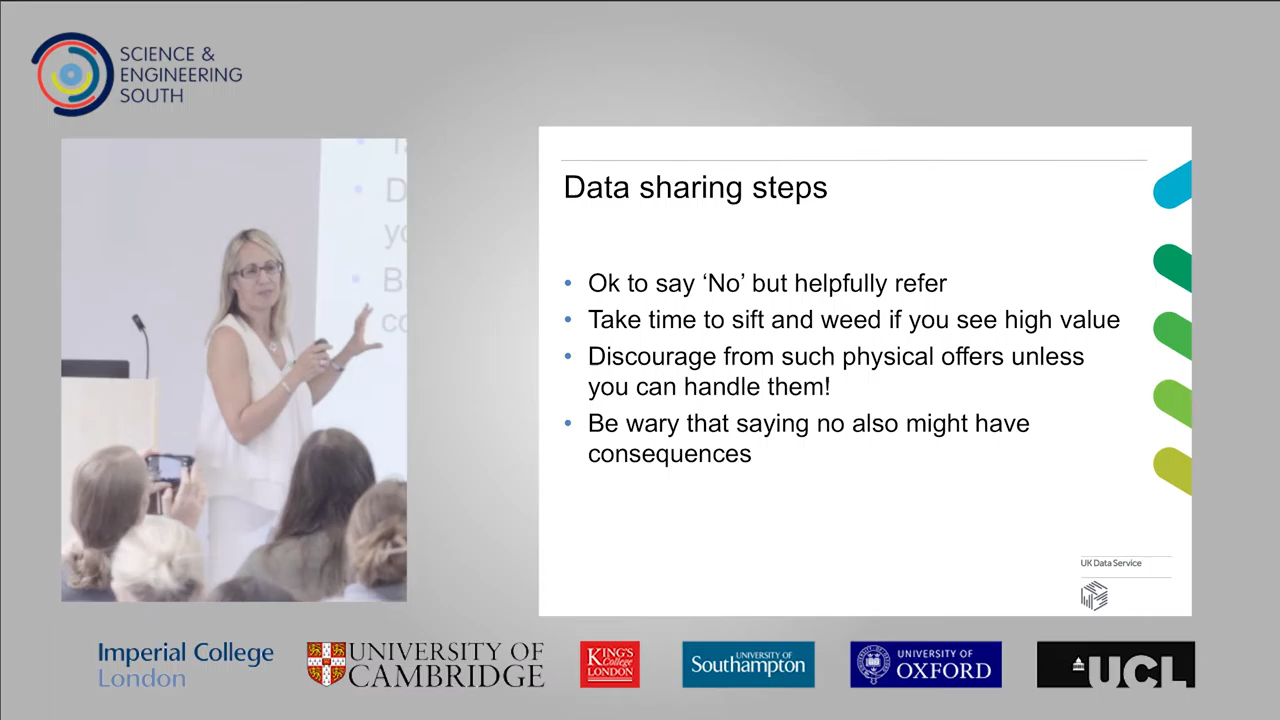 SCIENCE &
ENGINEERING
SOUTH
Data sharing steps
• Ok to say ‘No’ but helpfully refer
• Take time to sift and weed if you see high value
• Discourage from such physical offers unless
you can handle them!
• Be wary that saying no also might have
consequences
UK Data Service
Imperial College
London
UNIVERSITY OF
CAMBRIDGE
KING'S
College
LONDON
UNIVERSITY OF
Southampton
UNIVERSITY OF
OXFORD
UCL